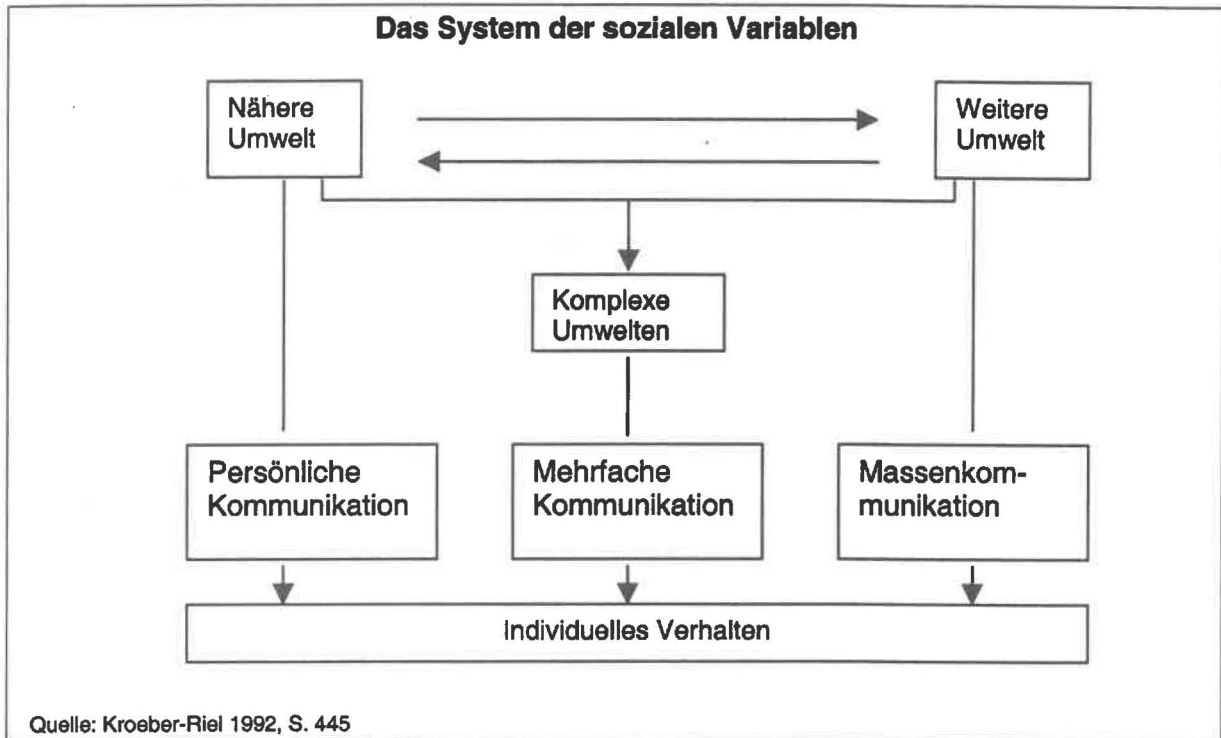 Das System der sozialen Variablen
Nähere
Umwelt
Weitere
Umwelt
Komplexe
Umwelten
Persönliche
Kommunikation
Mehrfache
Kommunikation
Massenkom-
munikation
Individuelles Verhalten
Quelle: Kroeber-Riel 1992, S. 445